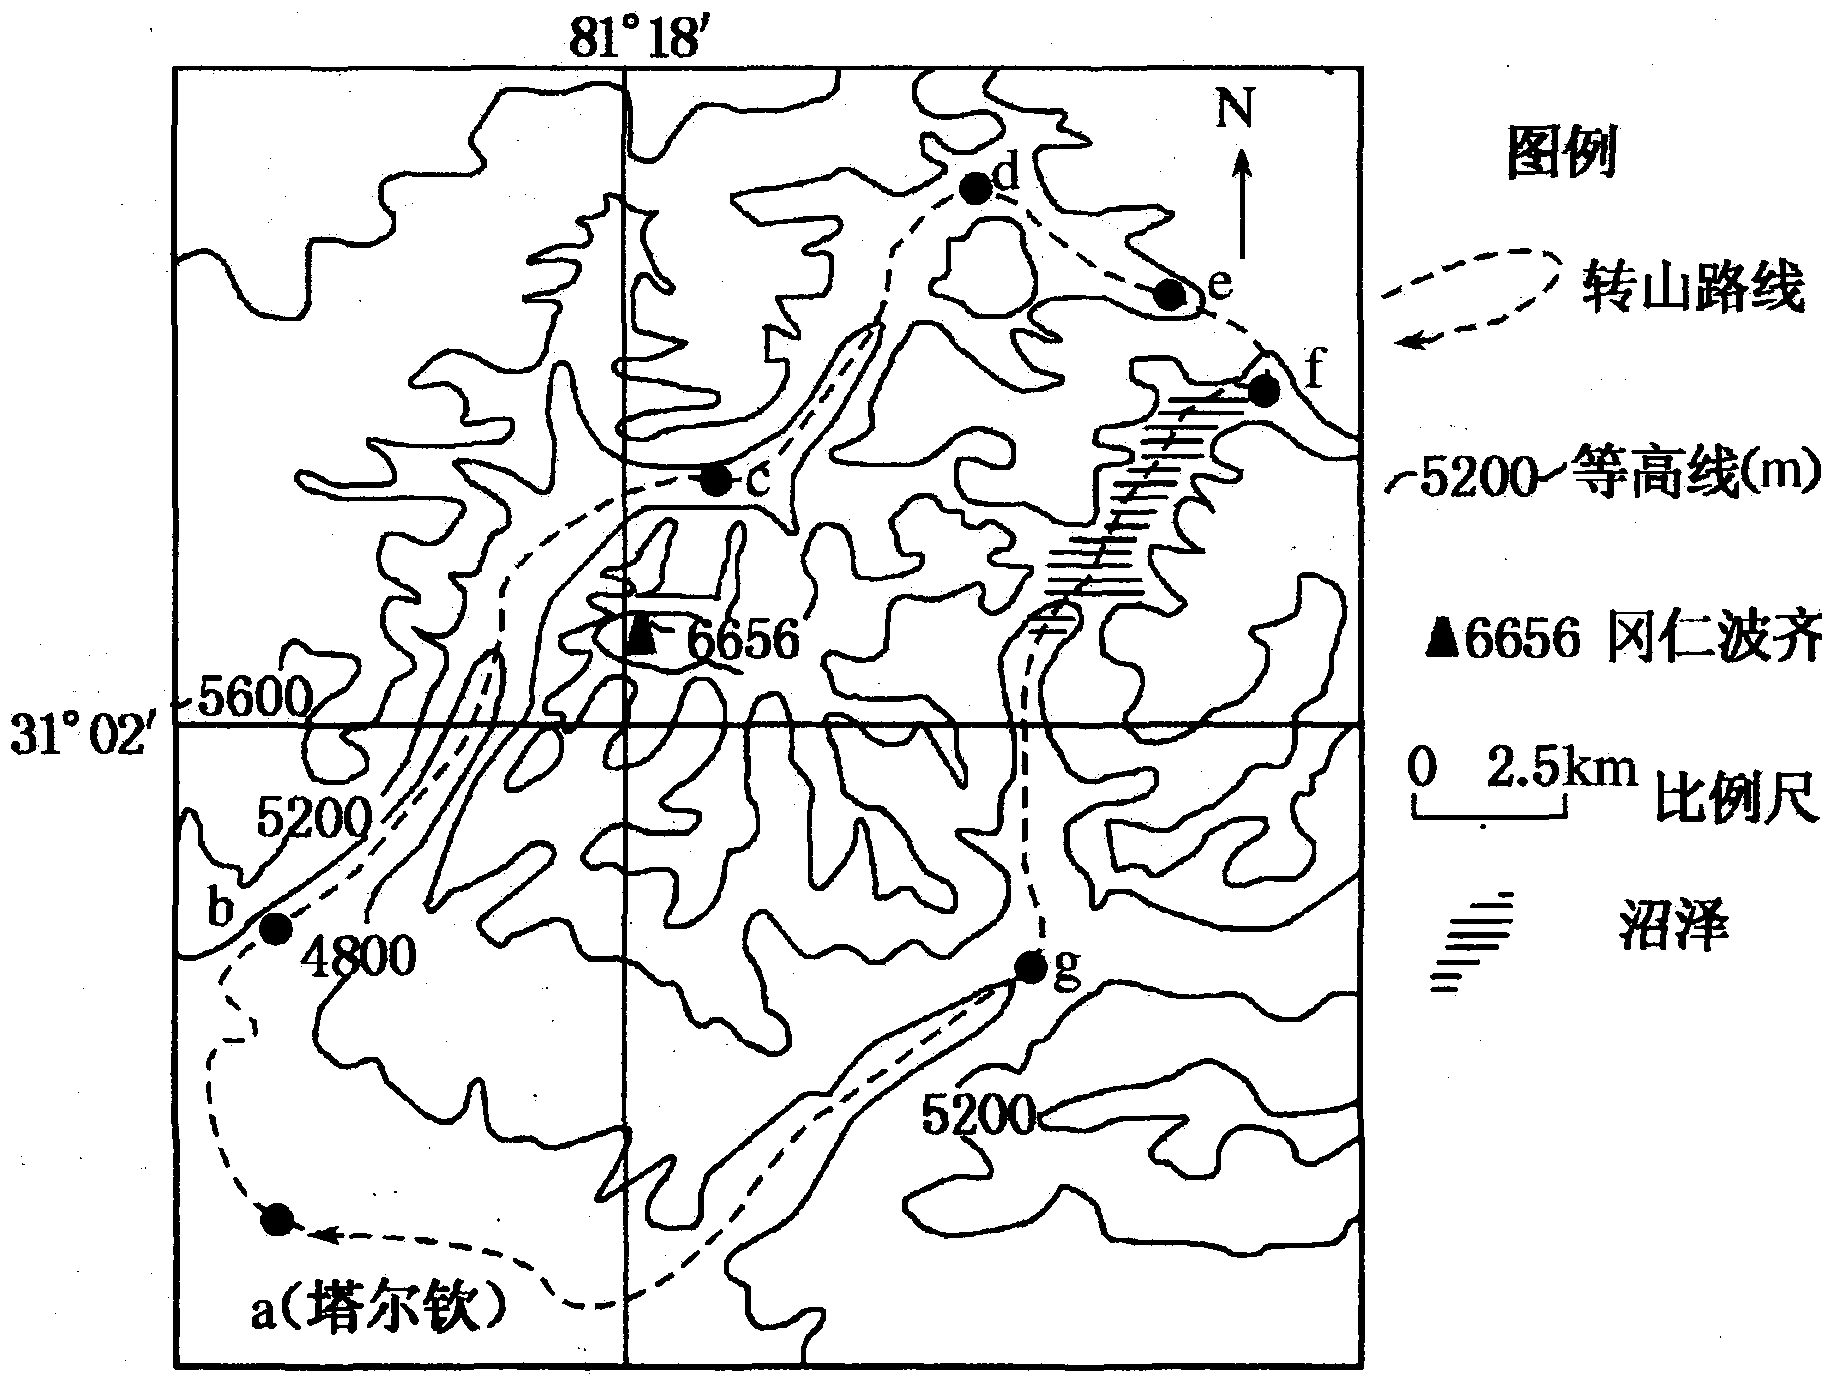 81°18′
N
图例
d
e
转山路线
f
5200 等高线(m)
c
6656
6656 冈仁波齐
5600
31°02′
0 2.5km 比例尺
5200
b
沼泽
4800
g
5200
a(塔尔钦)